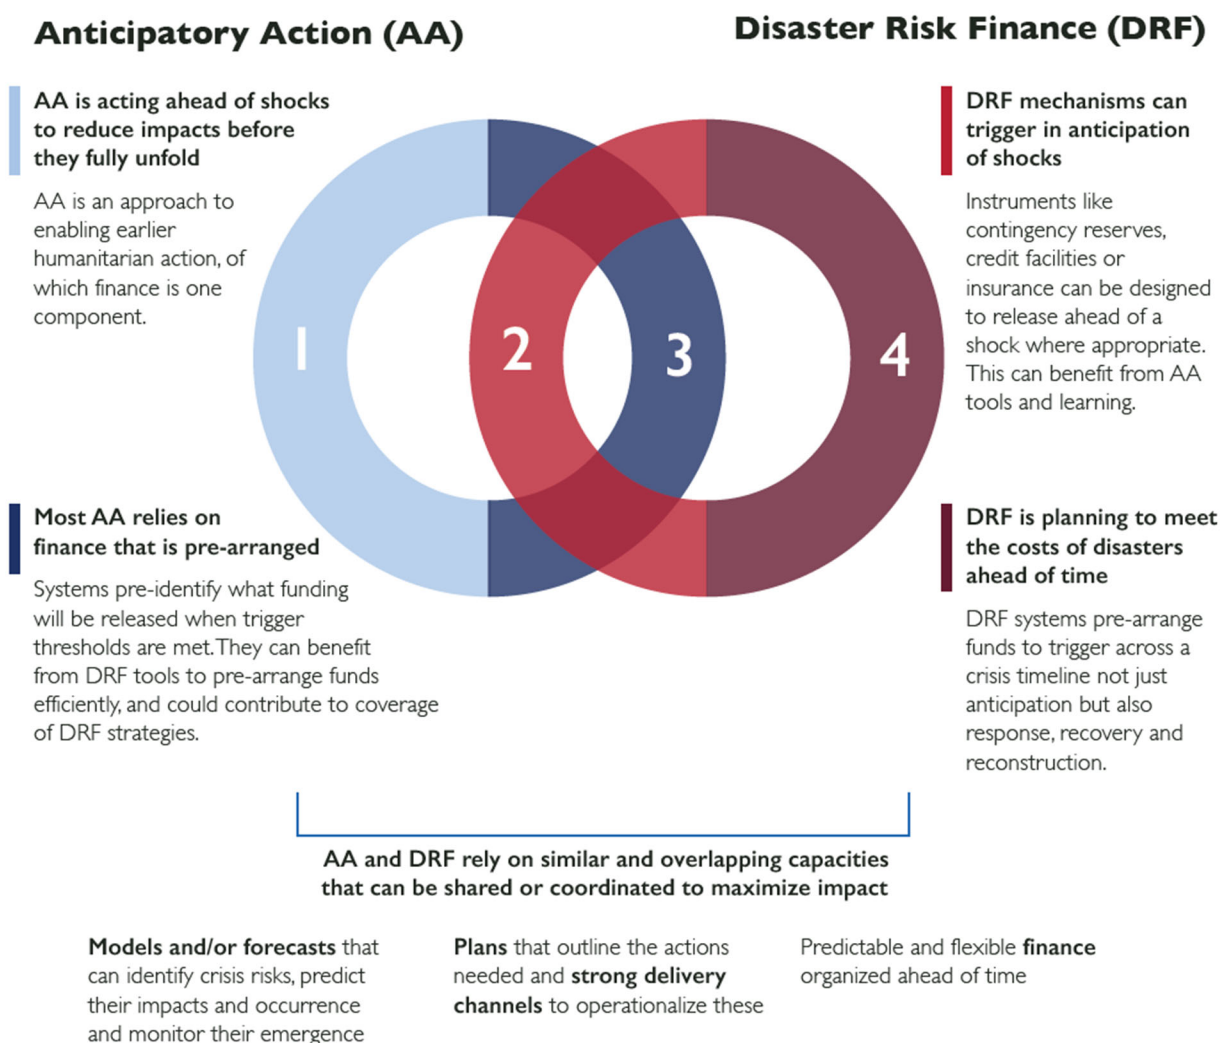 Anticipatory Action (AA)
Disaster Risk Finance (DRF)
AA is acting ahead of shocks
to reduce impacts before
they fully unfold
AA is an approach to
enabling earlier
humanitarian action, of
which finance is one
component.
Most AA relies on
finance that is pre-arranged
Systems pre-identify what funding
will be released when trigger
thresholds are met. They can benefit
from DRF tools to pre-arrange funds
efficiently, and could contribute to coverage
of DRF strategies.
1
2
3
4
DRF mechanisms can
trigger in anticipation
of shocks
Instruments like
contingency reserves,
credit facilities or
insurance can be designed
to release ahead of a
shock where appropriate.
This can benefit from AA
tools and learning.
DRF is planning to meet
the costs of disasters
ahead of time
DRF systems pre-arrange
funds to trigger across a
crisis timeline not just
anticipation but also
response, recovery and
reconstruction.
AA and DRF rely on similar and overlapping capacities
that can be shared or coordinated to maximize impact
Models and/or forecasts that
can identify crisis risks, predict
their impacts and occurrence
and monitor their emergence
Plans that outline the actions
needed and strong delivery
channels to operationalize these
Predictable and flexible finance
organized ahead of time